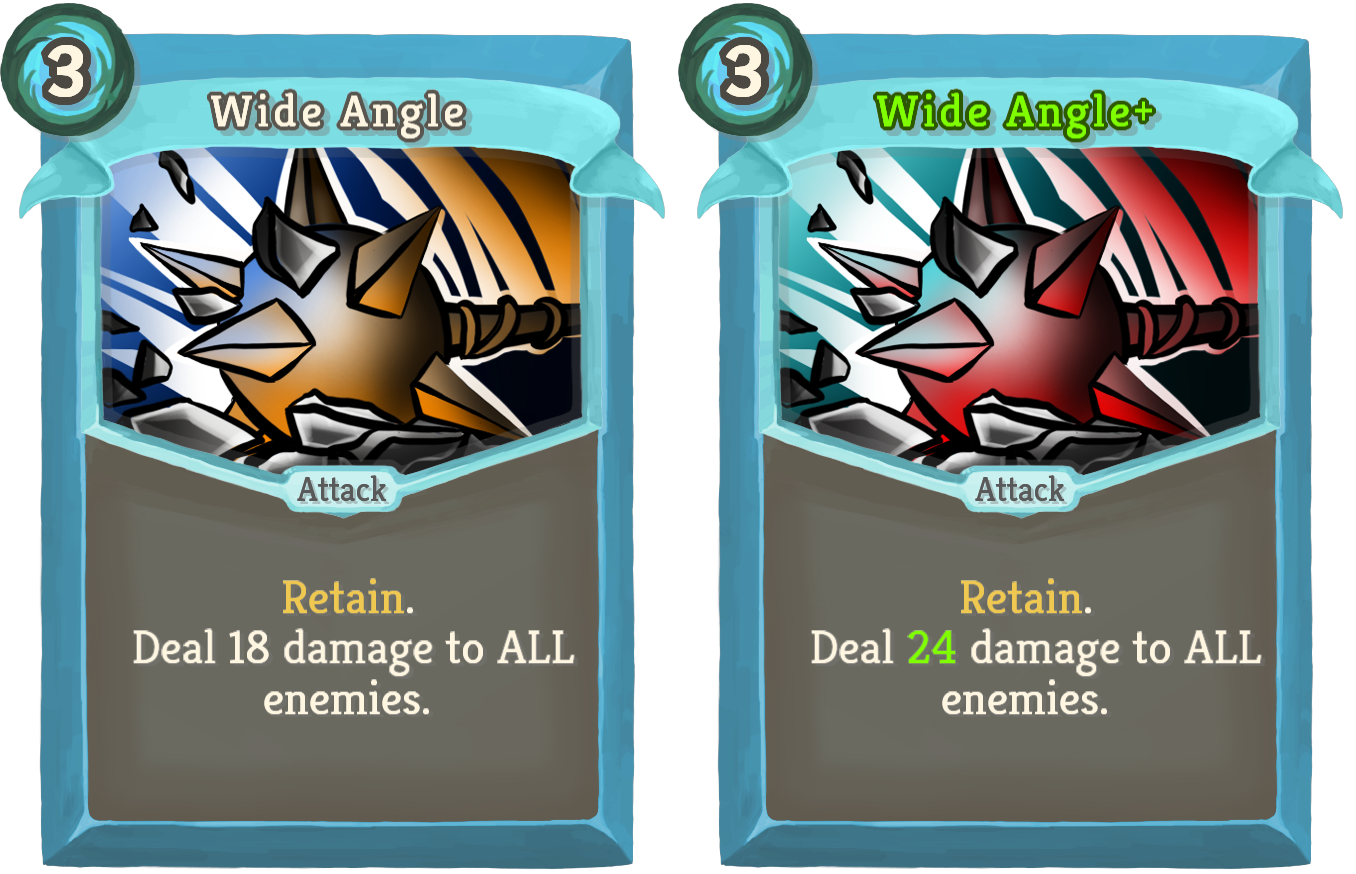 3
Wide Angle
Attack
Retain.
Deal 18 damage to ALL
enemies.
3
Wide Angle+
Attack
Retain.
Deal 24 damage to ALL
enemies.